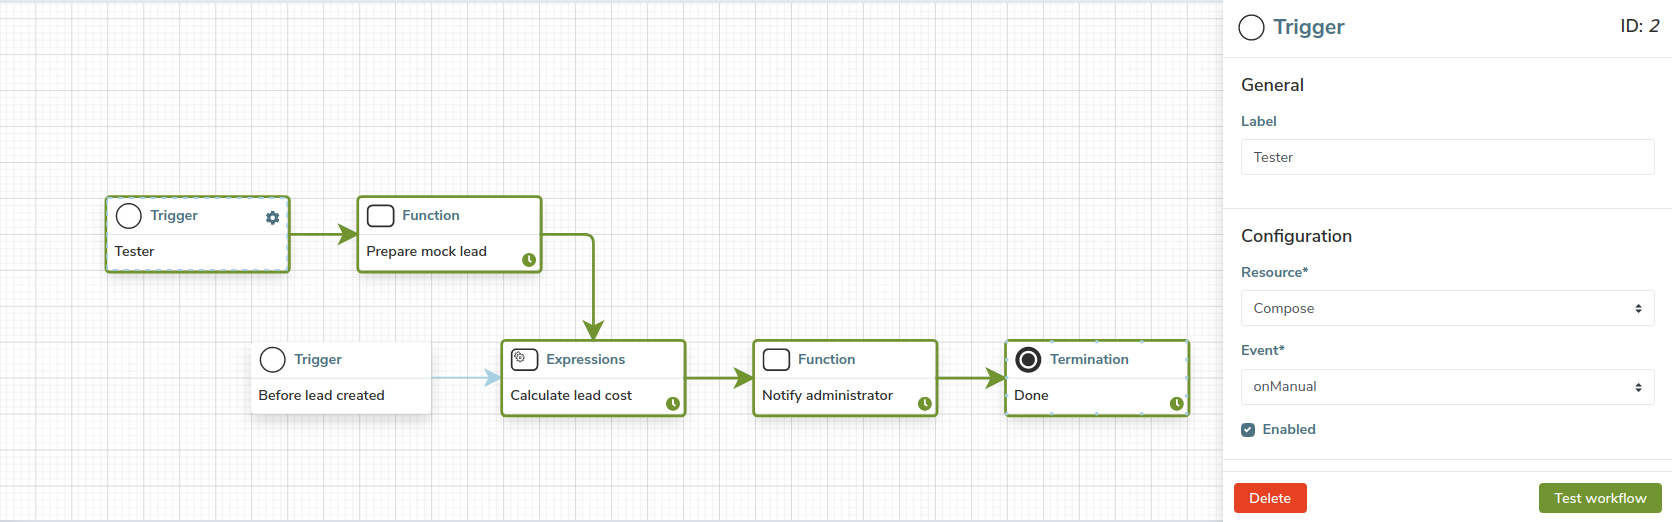 Trigger
Tester
Function
Prepare mock lead
Trigger
Before lead created
Expressions
Calculate lead cost
Function
Notify administrator
Termination
Done
Trigger
ID: 2
General
Label
Tester
Configuration
Resource*
Compose
Event*
onManual
Enabled
Delete
Test workflow